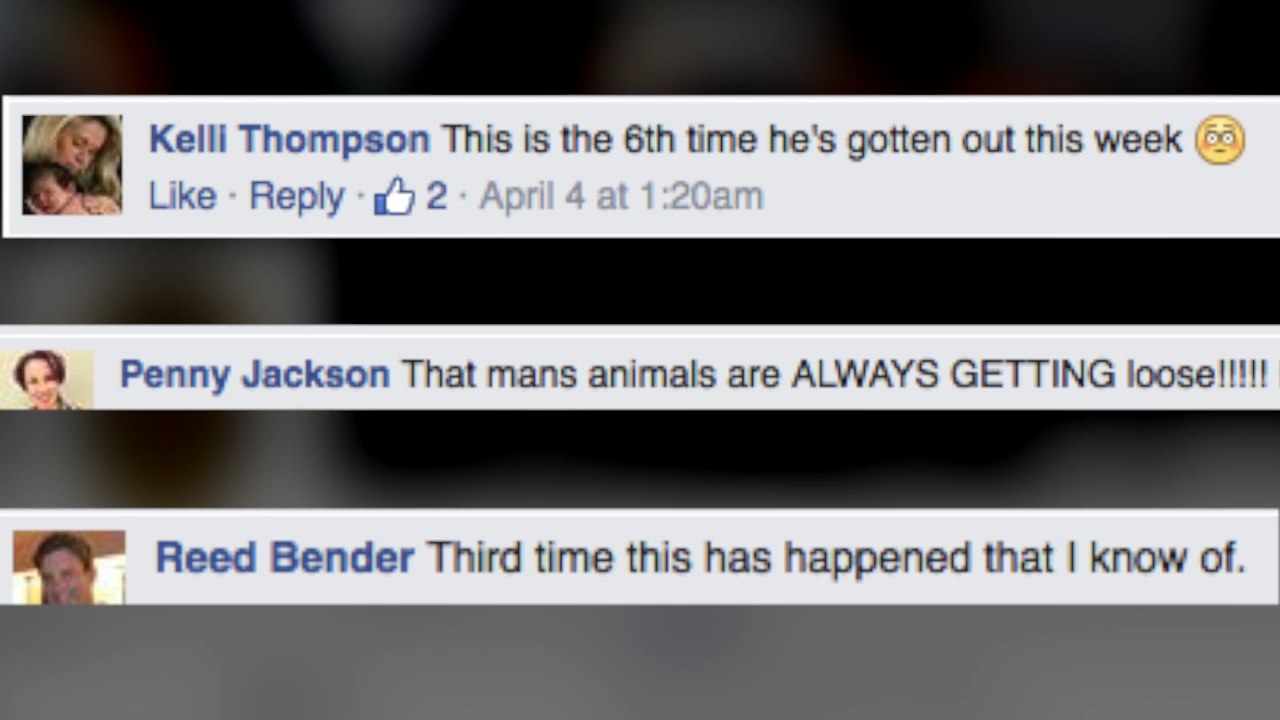 Kelli Thompson This is the 6th time he's gotten out this week 😳
Like · Reply · 👍 2 · April 4 at 1:20am
Penny Jackson That mans animals are ALWAYS GETTING loose!!!!!
Reed Bender Third time this has happened that I know of.